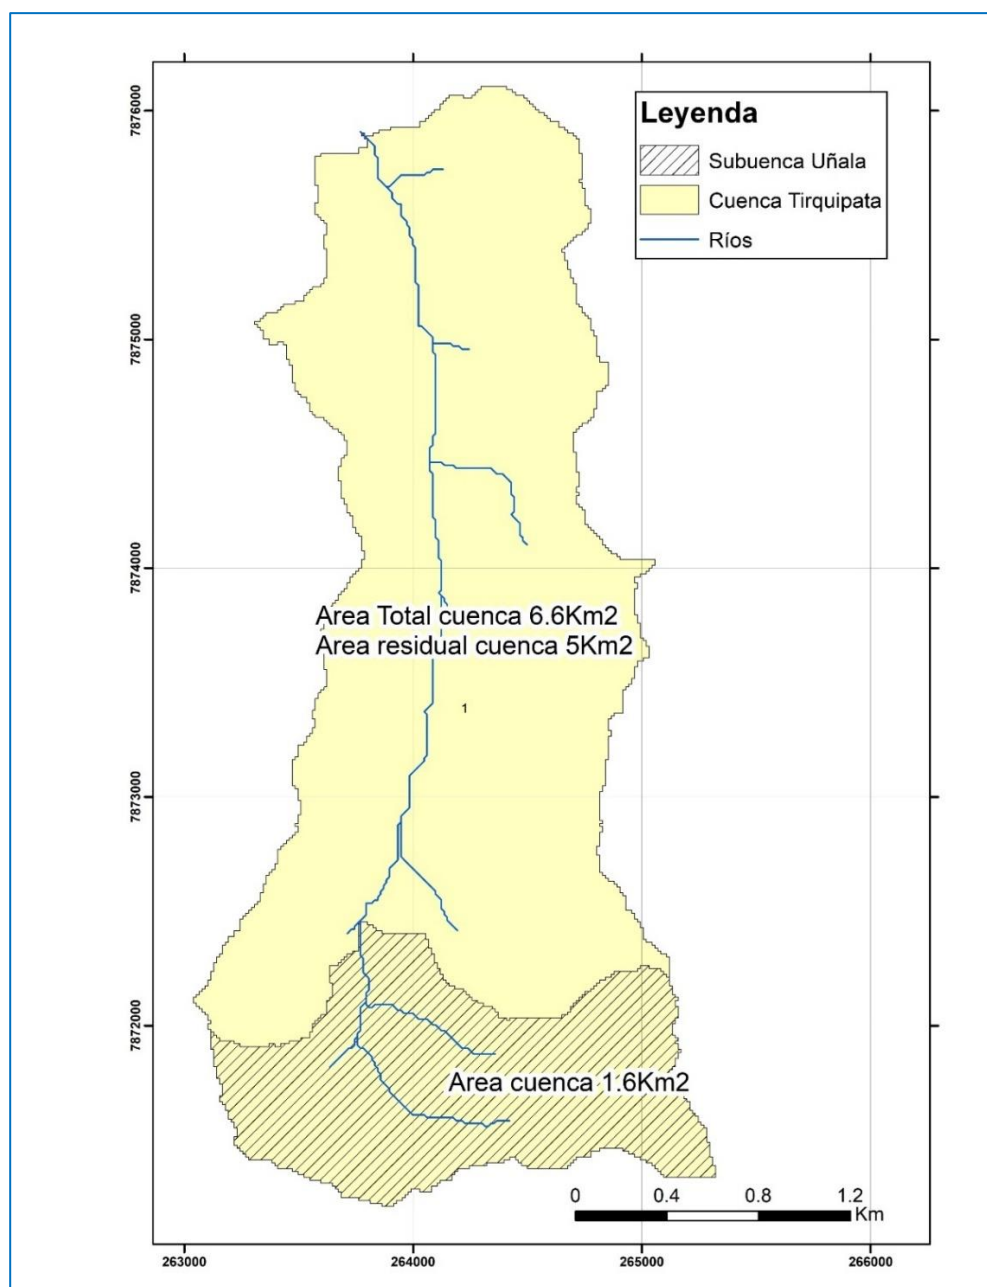 Leyenda
Subuenca Uñala
Cuenca Tirquipata
Ríos
7876000
7875000
7874000
Area Total cuenca 6.6Km2
Area residual cuenca 5Km2
1
7873000
7872000
Area cuenca 1.6Km2
0 0.4 0.8 1.2
Km
263000 264000 265000 266000